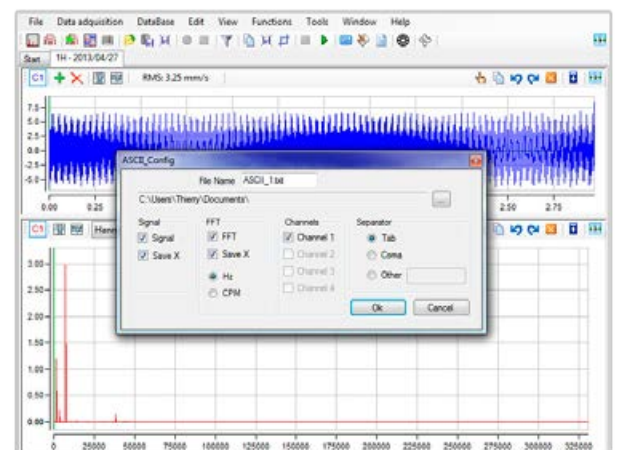 File Data adquisition DataBase Edit View Functions Tools Window Help
Start 1H - 2013/04/27
C1 RMS: 3.25 mm/s
7.5
5.0
2.5
0.0
-2.5
-5.0
0.00 0.25 2.50 2.75
ASCII_Config
File Name ASCII_1.txt
C:\Users\Thierry\Documents\ ...
Signal FFT Channels Separator
Signal FFT Channel 1 Tab
Save X Save X Channel 2 Coma
Hz Channel 3 Other
CPM Channel 4
Ok Cancel
C1
3.00
2.50
2.00
1.50
1.00
0.50
0.00
0 25000 50000 75000 100000 125000 150000 175000 200000 225000 250000 275000 300000 325000